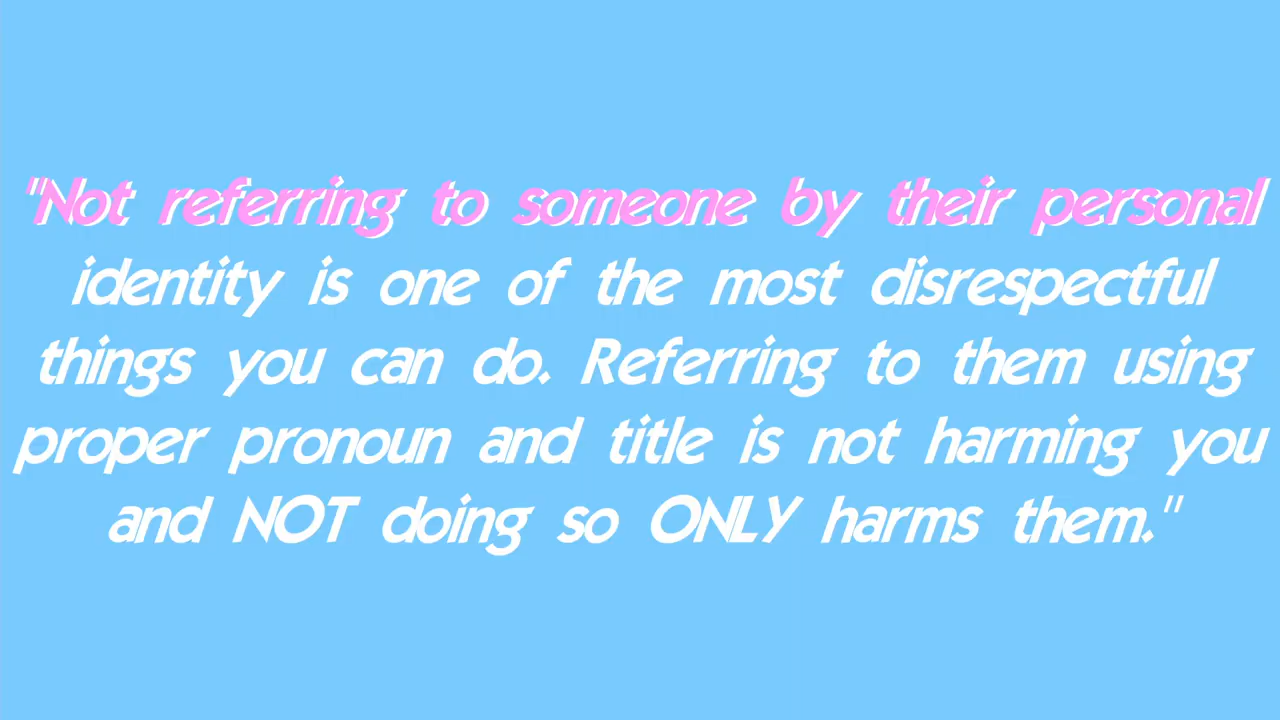 "Not referring to someone by their personal
identity is one of the most disrespectful
things you can do. Referring to them using
proper pronoun and title is not harming you
and NOT doing so ONLY harms them."